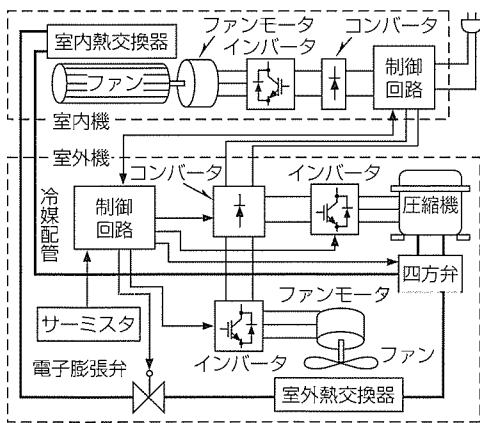 室内熱交換器
ファンモータ
インバータ
コンバータ
ファン
制御
回路
室内機
室外機
コンバータ
インバータ
冷媒配管
制御
回路
圧縮機
四方弁
サーミスタ
ファンモータ
インバータ
ファン
電子膨張弁
室外熱交換器